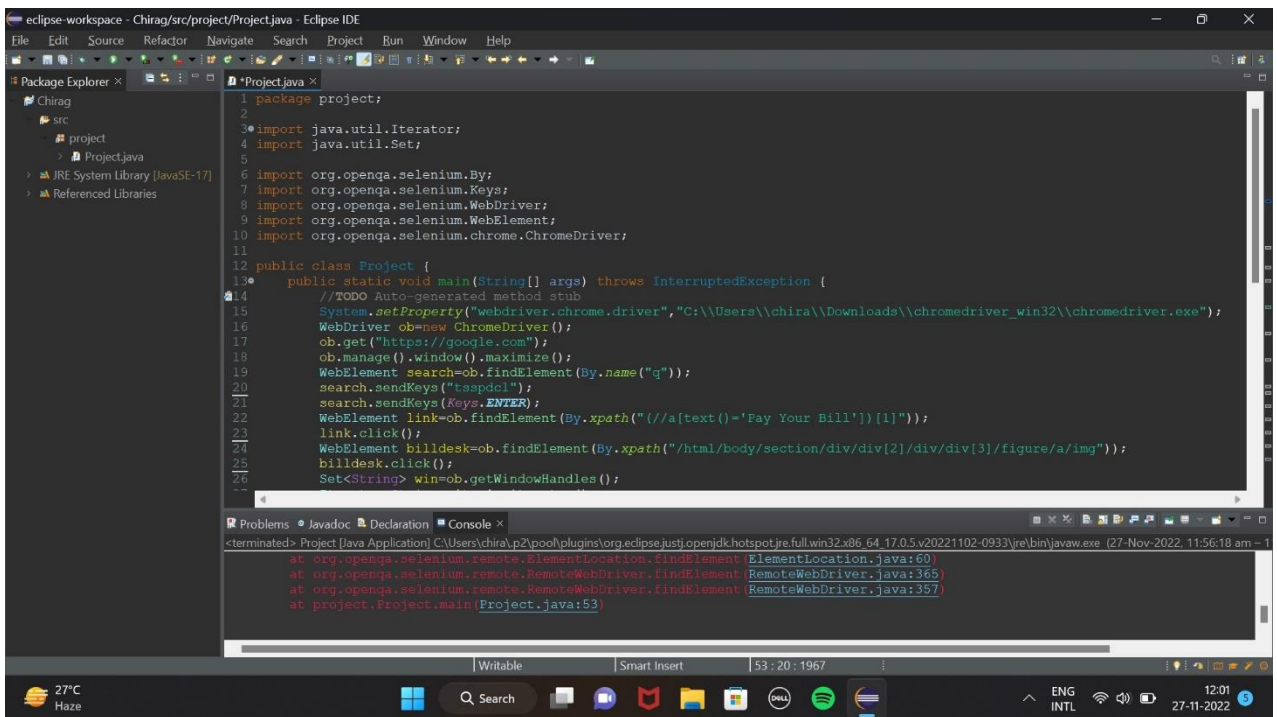 eclipse-workspace - Chirag/src/project/Project.java - Eclipse IDE
File Edit Source Refactor Navigate Search Project Run Window Help
Package Explorer
*Project.java
Chirag
src
project
Project.java
JRE System Library [JavaSE-17]
Referenced Libraries
1 package project;
2
3 import java.util.Iterator;
4 import java.util.Set;
5
6 import org.openqa.selenium.By;
7 import org.openqa.selenium.Keys;
8 import org.openqa.selenium.WebDriver;
9 import org.openqa.selenium.WebElement;
10 import org.openqa.selenium.chrome.ChromeDriver;
11
12 public class Project {
13 public static void main(String[] args) throws InterruptedException {
14 //TODO Auto-generated method stub
15 System.setProperty("webdriver.chrome.driver","C:\\Users\\chira\\Downloads\\chromedriver_win32\\chromedriver.exe");
16 WebDriver ob=new ChromeDriver();
17 ob.get("https://google.com");
18 ob.manage().window().maximize();
19 WebElement search=ob.findElement(By.name("q"));
20 search.sendKeys("tsspdcl");
21 search.sendKeys(Keys.ENTER);
22 WebElement link=ob.findElement(By.xpath("(//a[text()='Pay Your Bill'])[1]"));
23 link.click();
24 WebElement billdesk=ob.findElement(By.xpath("/html/body/section/div/div[2]/div/div[3]/figure/a/img"));
25 billdesk.click();
26 Set<String> win=ob.getWindowHandles();
Problems Javadoc Declaration Console
<terminated> Project [Java Application] C:\Users\chira\.p2\pool\plugins\org.eclipse.justj.openjdk.hotspot.jre.full.win32.x86_64_17.0.5.v20221102-0933\jre\bin\javaw.exe (27-Nov-2022, 11:56:18 am – 1
at org.openqa.selenium.remote.ElementLocation.findElement(ElementLocation.java:60)
at org.openqa.selenium.remote.RemoteWebDriver.findElement(RemoteWebDriver.java:365)
at org.openqa.selenium.remote.RemoteWebDriver.findElement(RemoteWebDriver.java:357)
at project.Project.main(Project.java:53)
Writable Smart Insert 53 : 20 : 1967
27°C
Haze
Search
DELL
ENG
INTL
12:01
27-11-2022
5